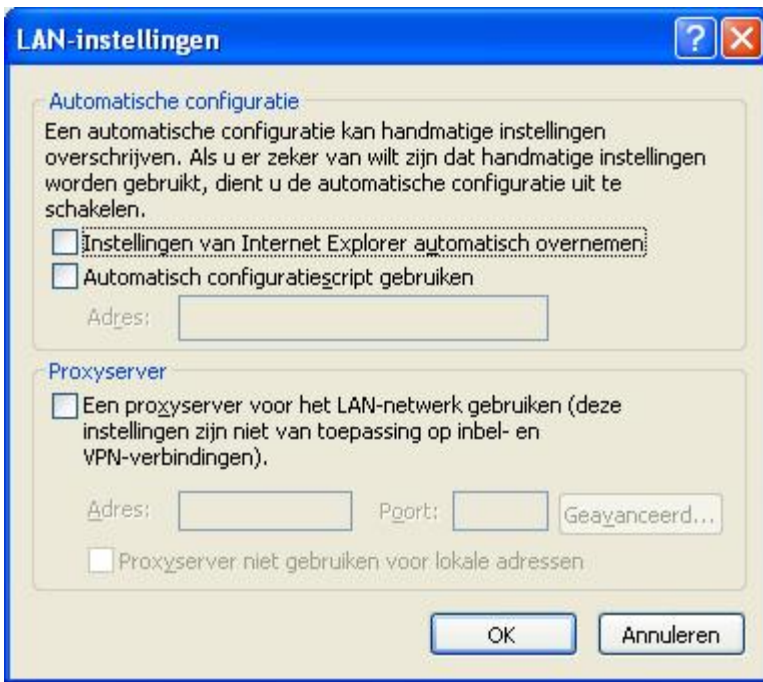 LAN-instellingen
Automatische configuratie
Een automatische configuratie kan handmatige instellingen
overschrijven. Als u er zeker van wilt zijn dat handmatige instellingen
worden gebruikt, dient u de automatische configuratie uit te
schakelen.
Instellingen van Internet Explorer automatisch overnemen
Automatisch configuratiescript gebruiken
Adres:
Proxyserver
Een proxyserver voor het LAN-netwerk gebruiken (deze
instellingen zijn niet van toepassing op inbel- en
VPN-verbindingen).
Adres: Poort: Geavanceerd...
Proxyserver niet gebruiken voor lokale adressen
OK Annuleren